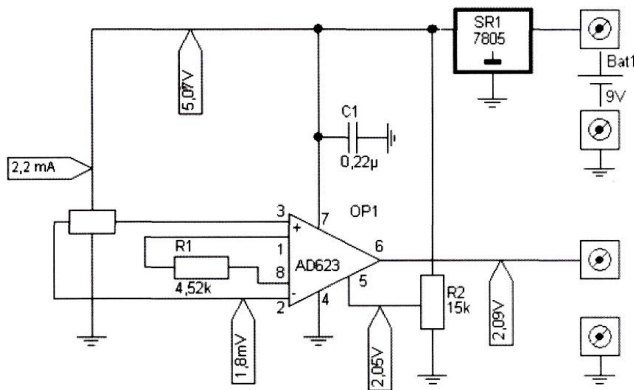 SR1
7805
Bat1
9V
5,07V
C1
0,22µ
2,2 mA
OP1
3
7
+
1
R1
AD623
6
8
5
4,52k
-
2
4
R2
15k
1,8mV
2,05V
2,09V